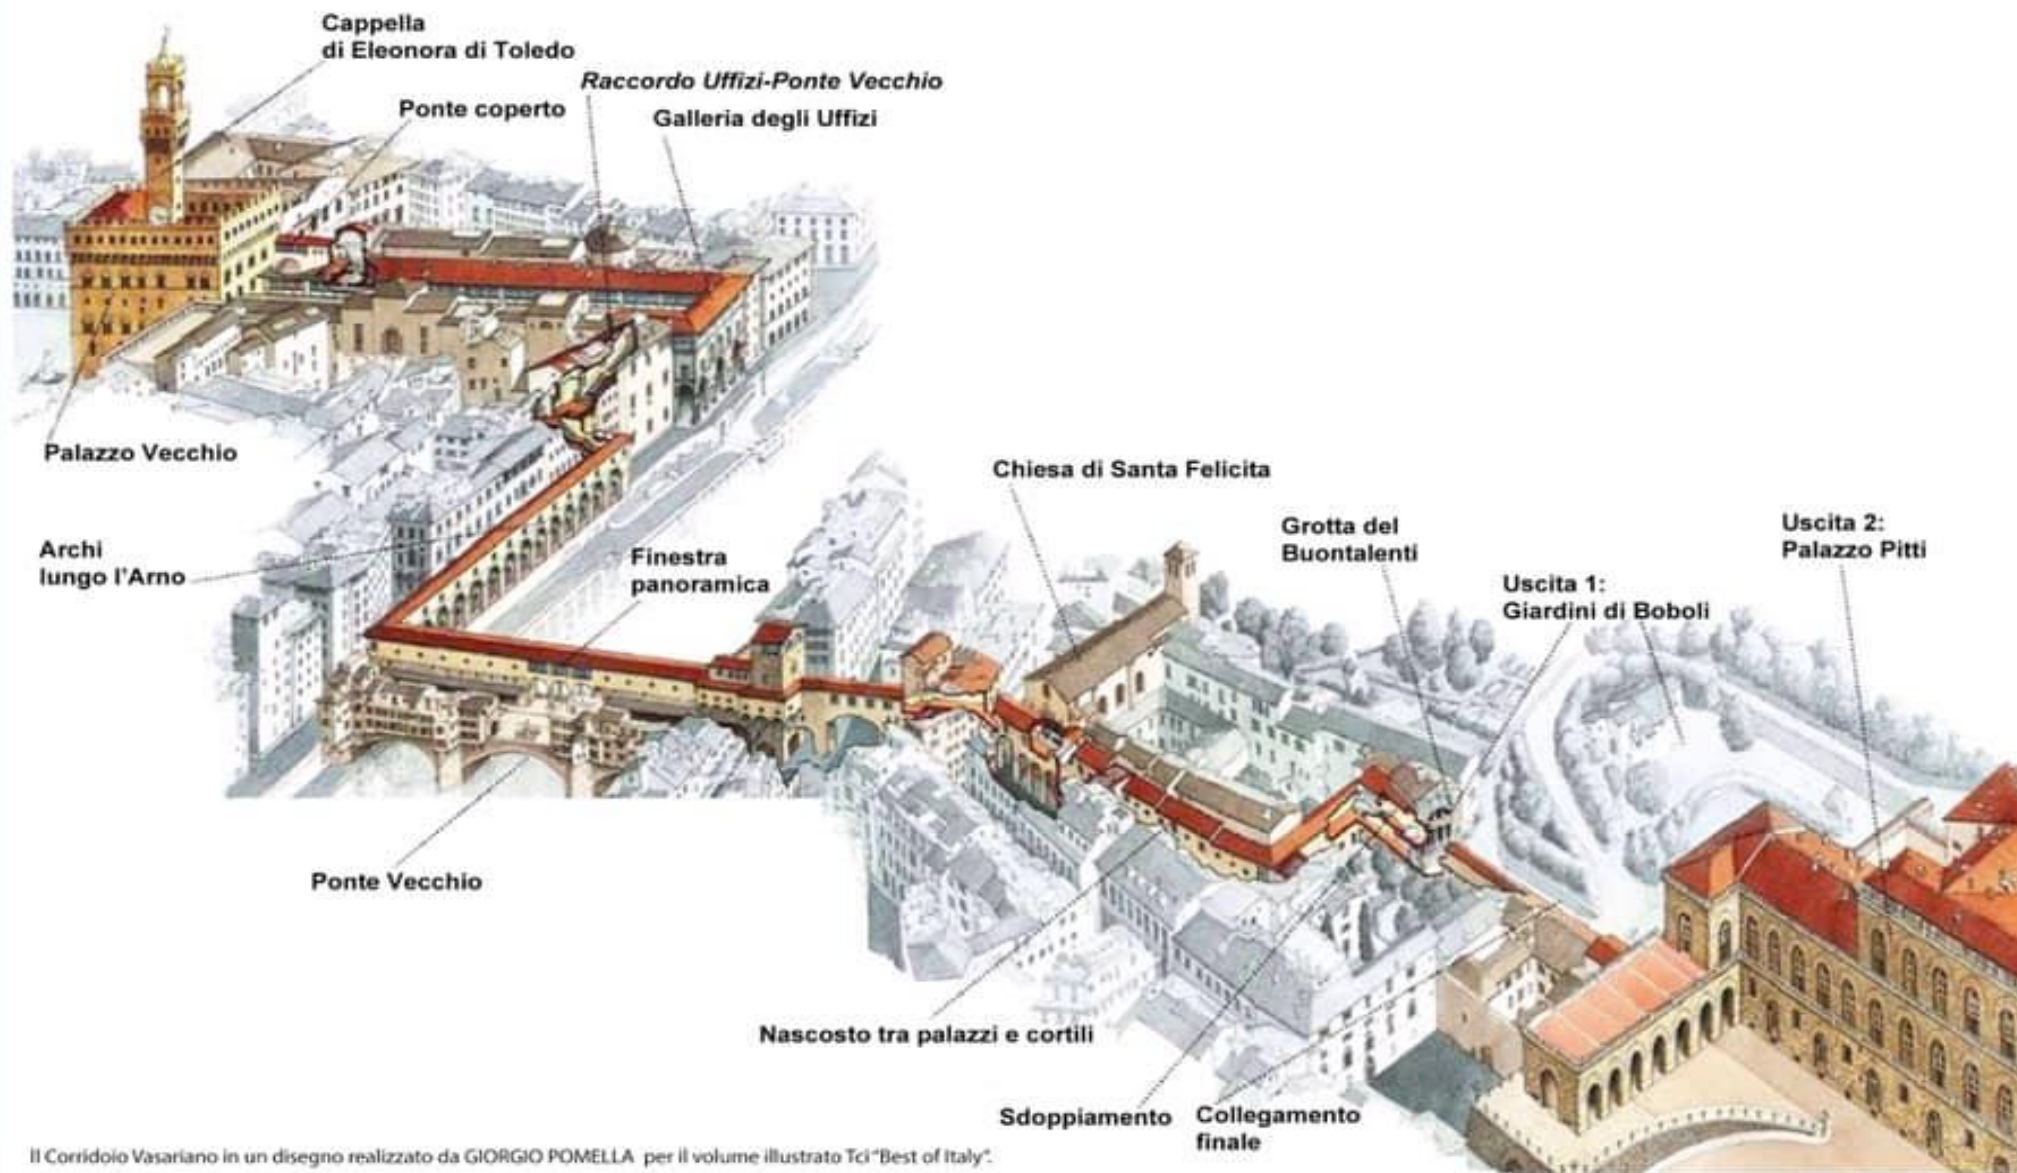 Cappella
di Eleonora di Toledo
Raccordo Uffizi-Ponte Vecchio
Ponte coperto
Galleria degli Uffizi
Palazzo Vecchio
Archi
lungo l'Arno
Finestra
panoramica
Chiesa di Santa Felicita
Grotta del
Buontalenti
Uscita 1:
Giardini di Boboli
Uscita 2:
Palazzo Pitti
Ponte Vecchio
Nascosto tra palazzi e cortili
Sdoppiamento
Collegamento
finale
Il Corridoio Vasariano in un disegno realizzato da GIORGIO POMELLA per il volume illustrato Tci "Best of Italy".